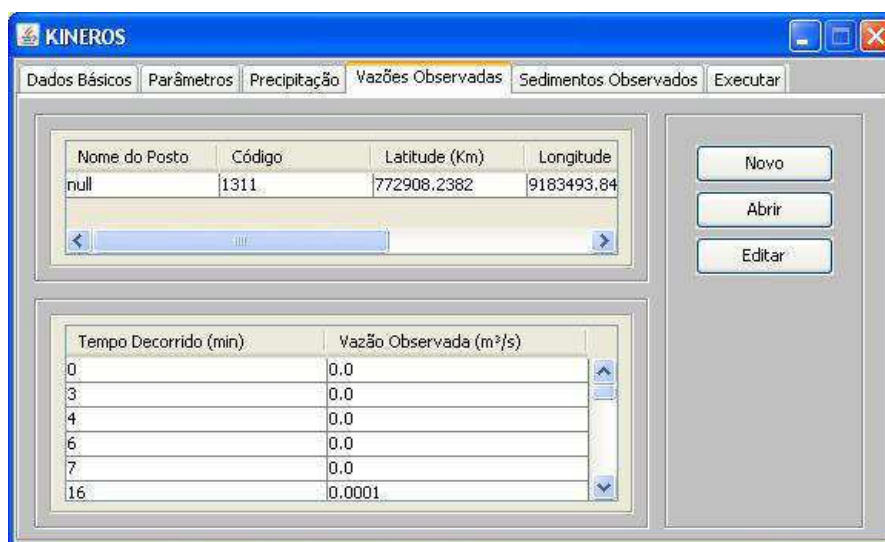 KINEROS
Dados Básicos Parâmetros Precipitação Vazões Observadas Sedimentos Observados Executar
Nome do Posto Código Latitude (Km) Longitude
null 1311 772908.2382 9183493.84
Novo
Abrir
Editar
Tempo Decorrido (min) Vazão Observada (m³/s)
0 0.0
3 0.0
4 0.0
6 0.0
7 0.0
16 0.0001